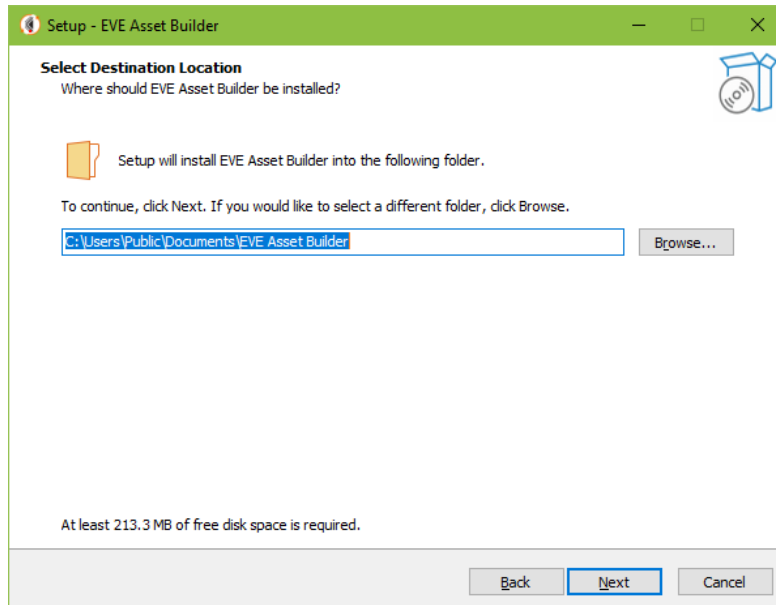 Setup - EVE Asset Builder
Select Destination Location
Where should EVE Asset Builder be installed?
Setup will install EVE Asset Builder into the following folder.
To continue, click Next. If you would like to select a different folder, click Browse.
C:\Users\Public\Documents\EVE Asset Builder
Browse...
At least 213.3 MB of free disk space is required.
Back Next Cancel